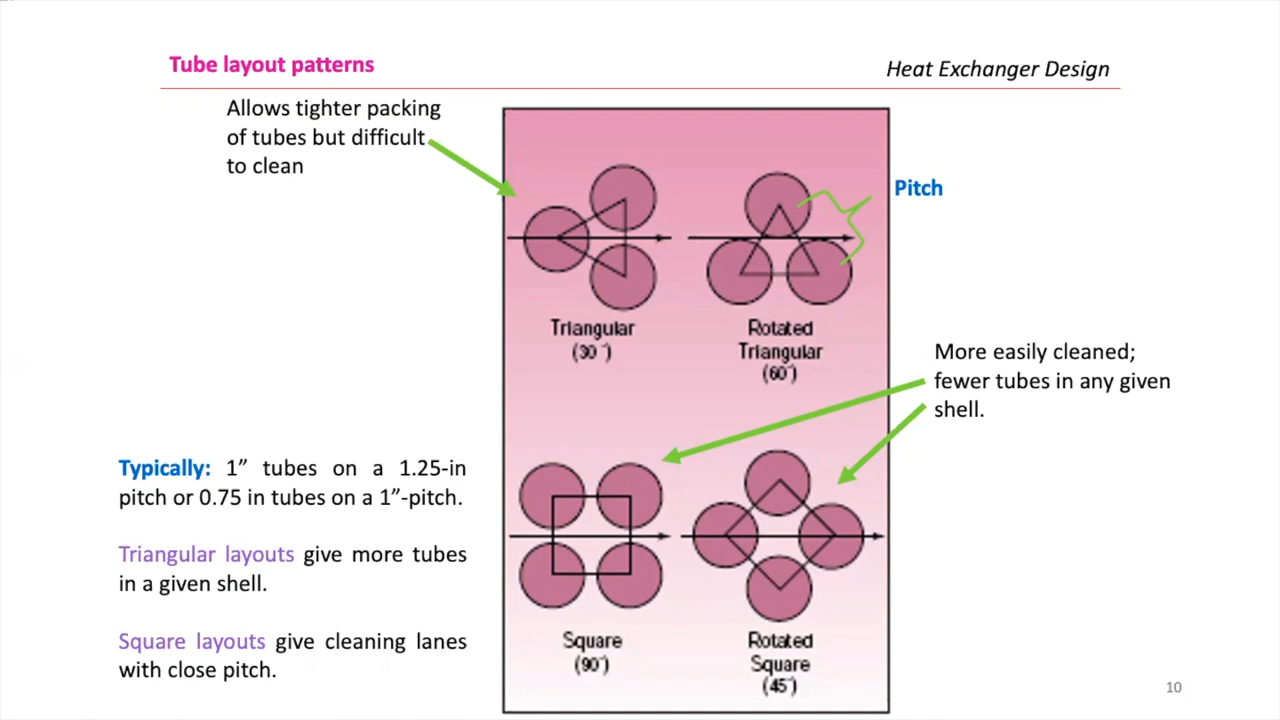 Tube layout patterns
Heat Exchanger Design
Allows tighter packing
of tubes but difficult
to clean
Pitch
Triangular
(30°)
Rotated
Triangular
(60°)
More easily cleaned;
fewer tubes in any given
shell.
Typically: 1” tubes on a 1.25-in
pitch or 0.75 in tubes on a 1”-pitch.
Triangular layouts give more tubes
in a given shell.
Square layouts give cleaning lanes
with close pitch.
Square
(90°)
Rotated
Square
(45°)
10